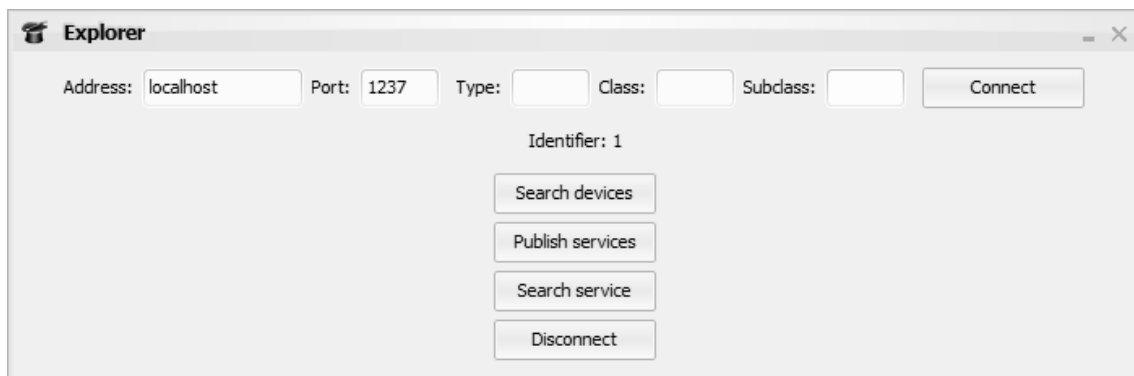 Explorer
Address: localhost Port: 1237 Type: Class: Subclass: Connect
Identifier: 1
Search devices
Publish services
Search service
Disconnect